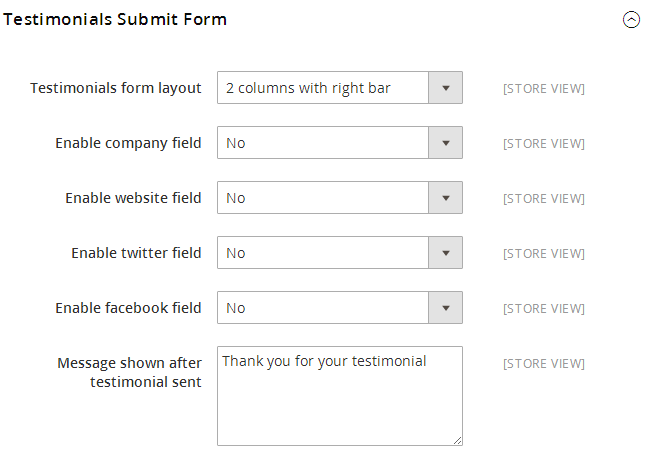 Testimonials Submit Form
Testimonials form layout 2 columns with right bar [STORE VIEW]
Enable company field No [STORE VIEW]
Enable website field No [STORE VIEW]
Enable twitter field No [STORE VIEW]
Enable facebook field No [STORE VIEW]
Message shown after Thank you for your testimonial [STORE VIEW]
testimonial sent